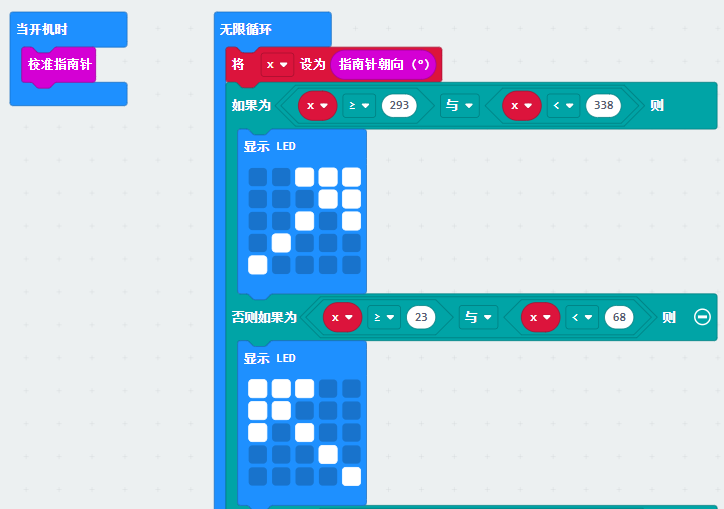 当开机时
校准指南针
无限循环
将 x 设为 指南针朝向 (°)
如果为 x ≥ 293 与 x < 338 则
显示 LED
否则如果为 x ≥ 23 与 x < 68 则
显示 LED